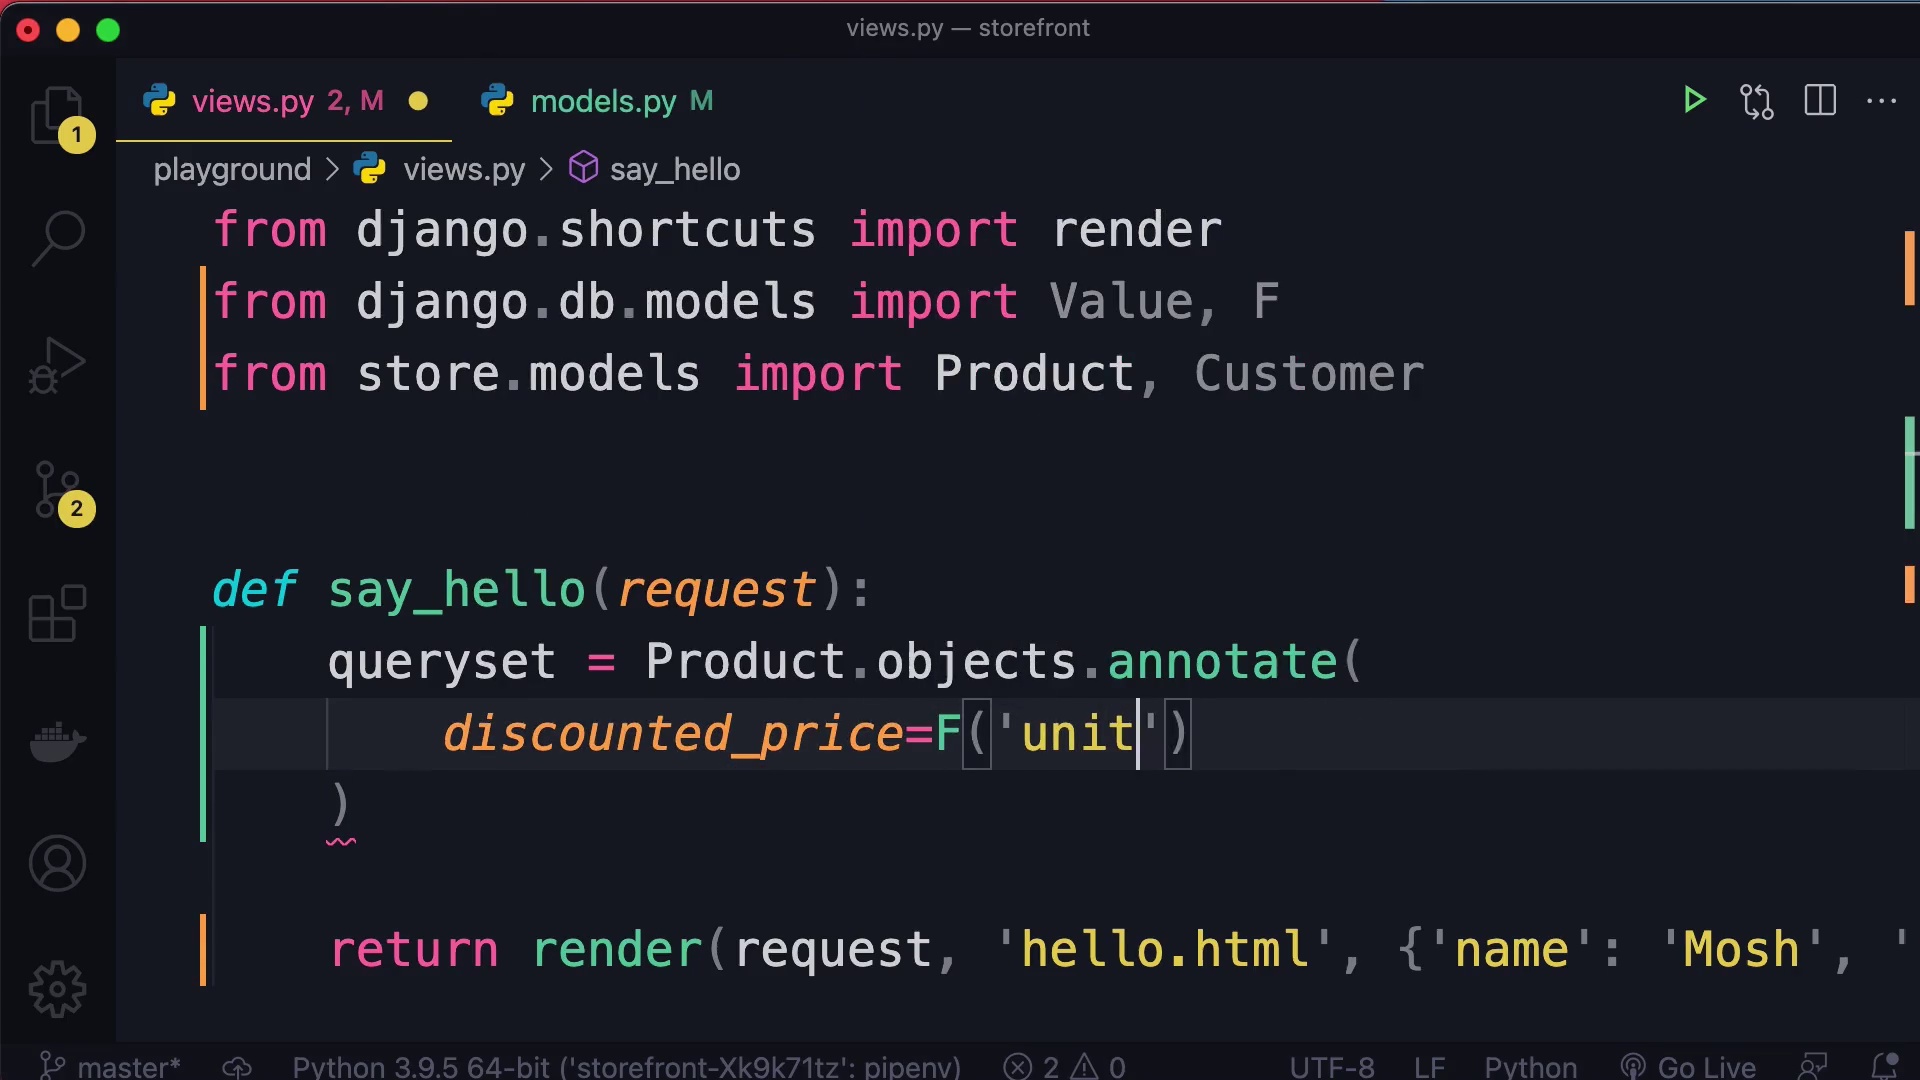 views.py — storefront
views.py 2, M
models.py M
1
playground > views.py > say_hello
from django.shortcuts import render
from django.db.models import Value, F
from store.models import Product, Customer
2
def say_hello(request):
queryset = Product.objects.annotate(
discounted_price=F('unit')
)
return render(request, 'hello.html', {'name': 'Mosh', '
master* Python 3.9.5 64-bit ('storefront-Xk9k71tz': pipenv) 2 0 UTF-8 LF Python Go Live